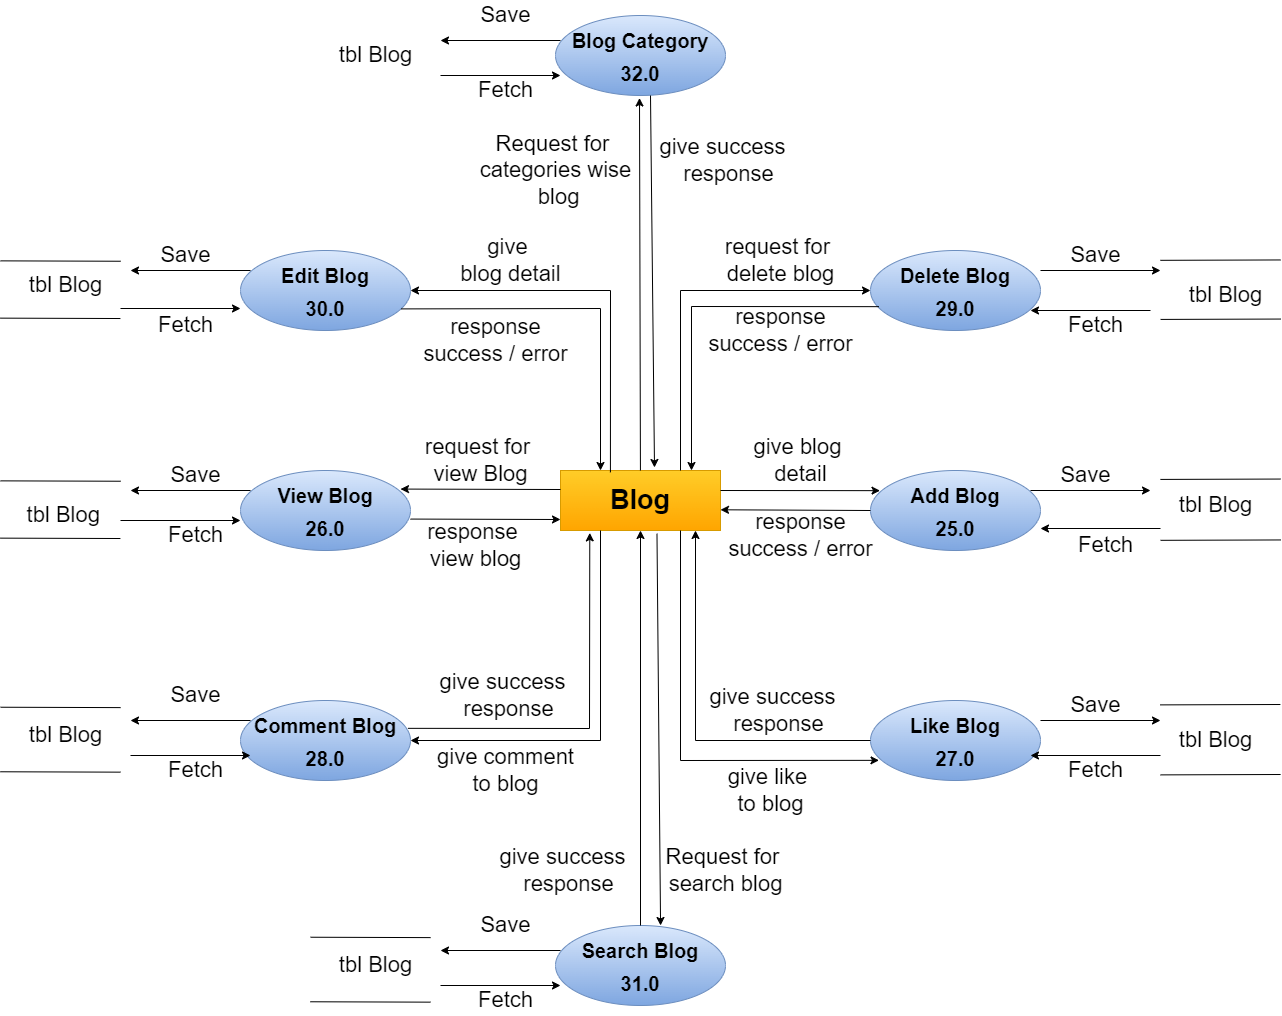 Save
Blog Category
32.0
tbl Blog
Fetch
Request for
categories wise
blog
give success
response
Save
Edit Blog
30.0
tbl Blog
Fetch
give
blog detail
response
success / error
request for
delete blog
response
success / error
Delete Blog
29.0
Save
tbl Blog
Fetch
Save
View Blog
26.0
tbl Blog
Fetch
request for
view Blog
response
view blog
Blog
give blog
detail
response
success / error
Add Blog
25.0
Save
tbl Blog
Fetch
Save
Comment Blog
28.0
tbl Blog
Fetch
give success
response
give comment
to blog
give success
response
give like
to blog
Like Blog
27.0
Save
tbl Blog
Fetch
give success
response
Request for
search blog
Save
Search Blog
31.0
tbl Blog
Fetch